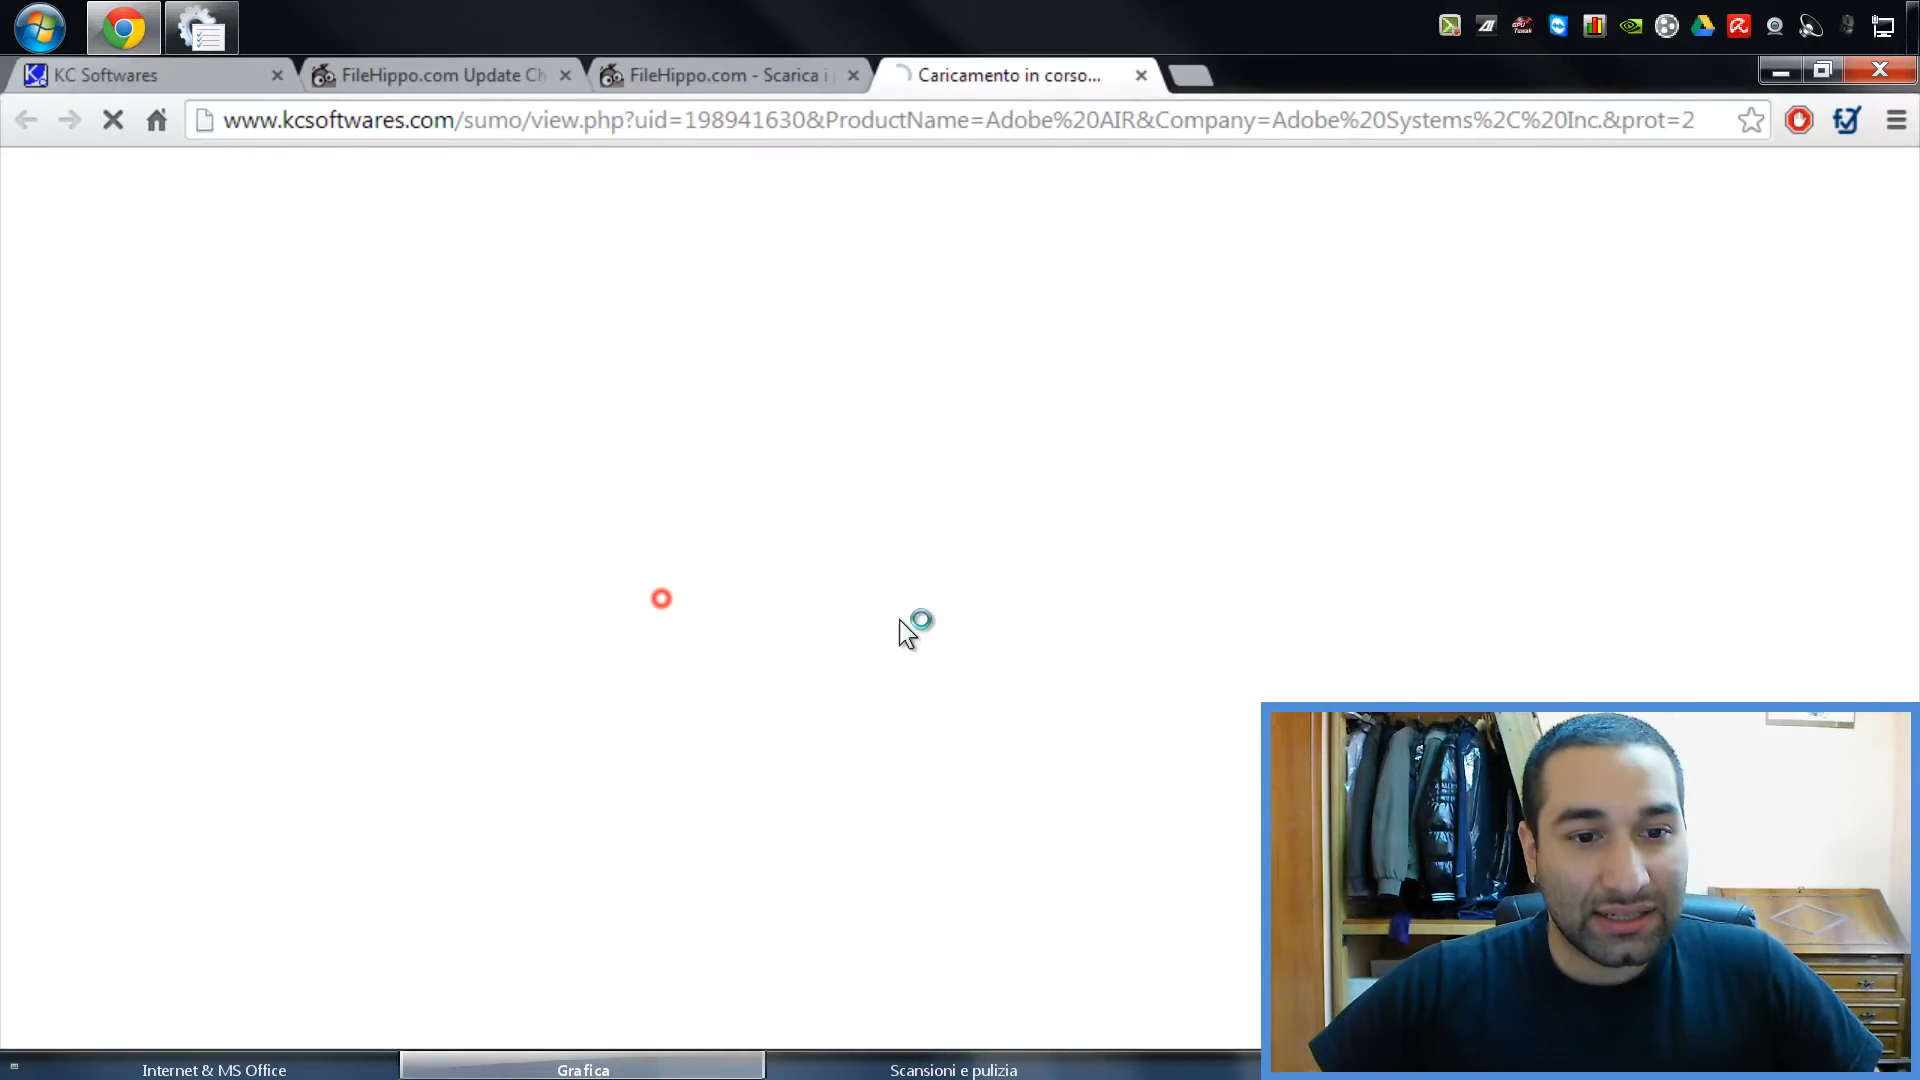 KC Softwares
FileHippo.com Update Ch
FileHippo.com - Scarica i
Caricamento in corso...
www.kcsoftwares.com/sumo/view.php?uid=198941630&ProductName=Adobe%20AIR&Company=Adobe%20Systems%2C%20Inc.&prot=2
Internet & MS Office
Grafica
Scansioni e pulizia